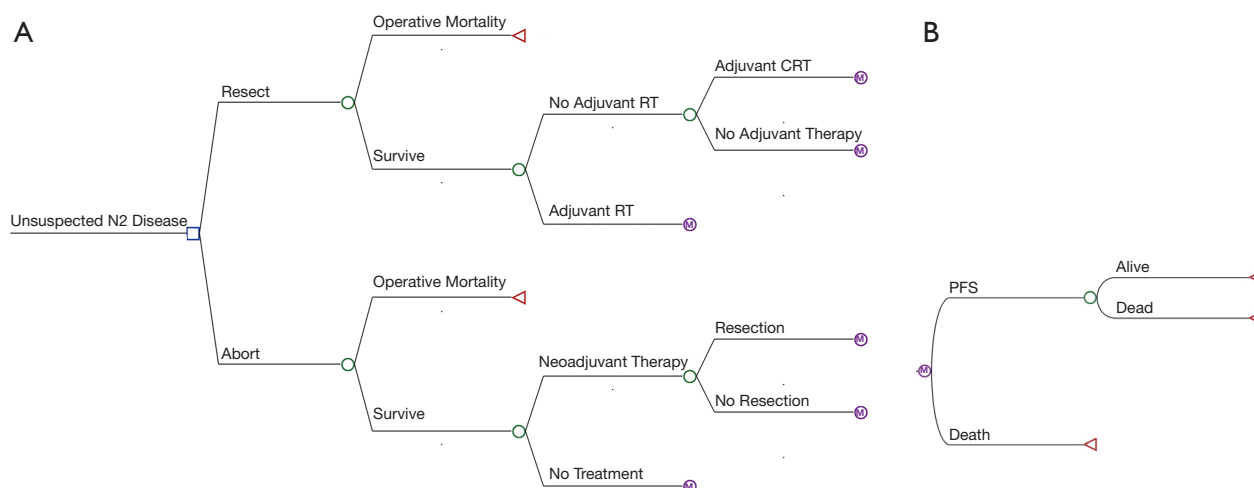 A
Operative Mortality
Resect
Adjuvant CRT
M
No Adjuvant RT
No Adjuvant Therapy
M
Survive
Adjuvant RT
M
Unsuspected N2 Disease
Operative Mortality
Abort
Resection
M
Neoadjuvant Therapy
No Resection
M
Survive
No Treatment
M
B
Alive
PFS
Dead
M
Death